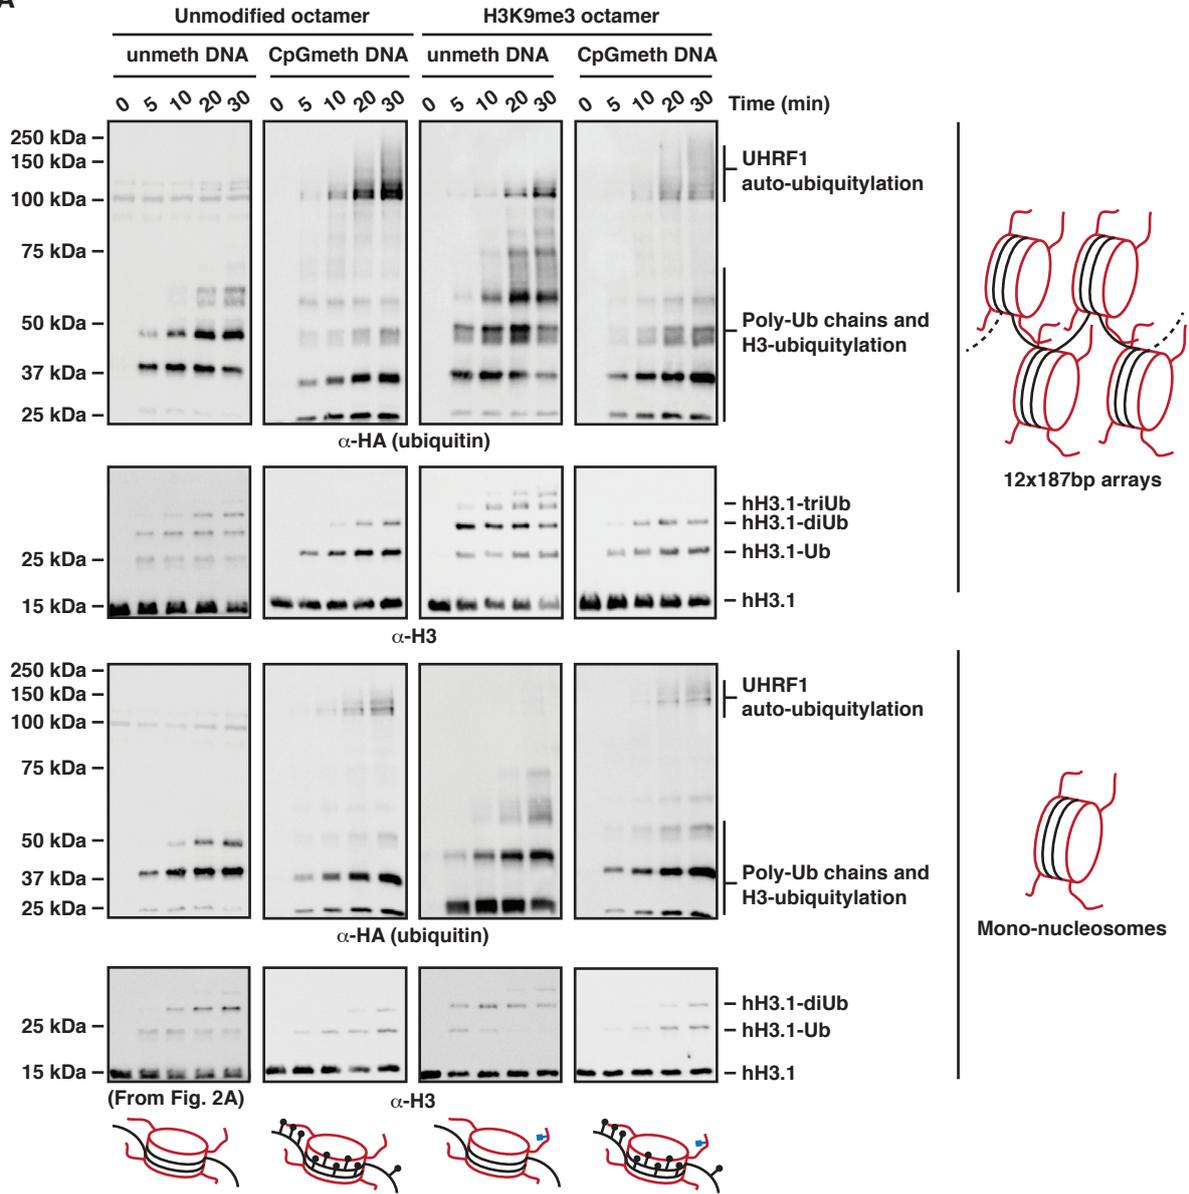 A
Unmodified octamer H3K9me3 octamer
unmeth DNA CpGmeth DNA unmeth DNA CpGmeth DNA
0 5 10 20 30 0 5 10 20 30 0 5 10 20 30 0 5 10 20 30 Time (min)
250 kDa
150 kDa
100 kDa
75 kDa
50 kDa
37 kDa
25 kDa
UHRF1
auto-ubiquitylation
Poly-Ub chains and
H3-ubiquitylation
α-HA (ubiquitin)
12x187bp arrays
25 kDa
15 kDa
hH3.1-triUb
hH3.1-diUb
hH3.1-Ub
hH3.1
α-H3
250 kDa
150 kDa
100 kDa
75 kDa
50 kDa
37 kDa
25 kDa
UHRF1
auto-ubiquitylation
Poly-Ub chains and
H3-ubiquitylation
α-HA (ubiquitin)
Mono-nucleosomes
25 kDa
15 kDa
hH3.1-diUb
hH3.1-Ub
hH3.1
(From Fig. 2A) α-H3